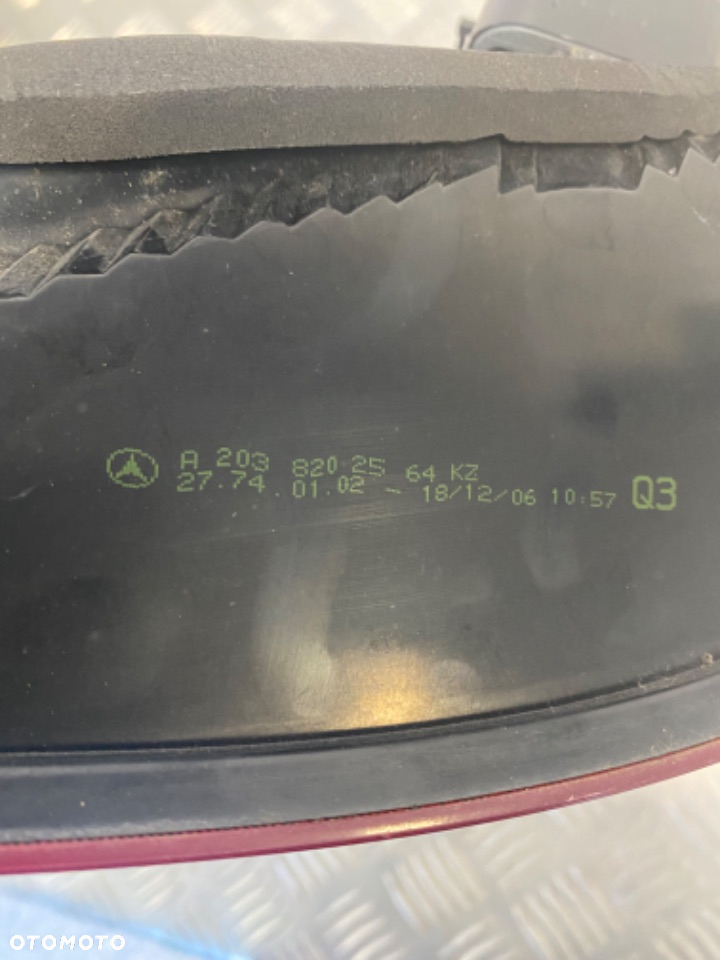 A 203 820 25 64 KZ
27.74.01.02 - 18/12/06 10:57 Q3
OTOMOTO